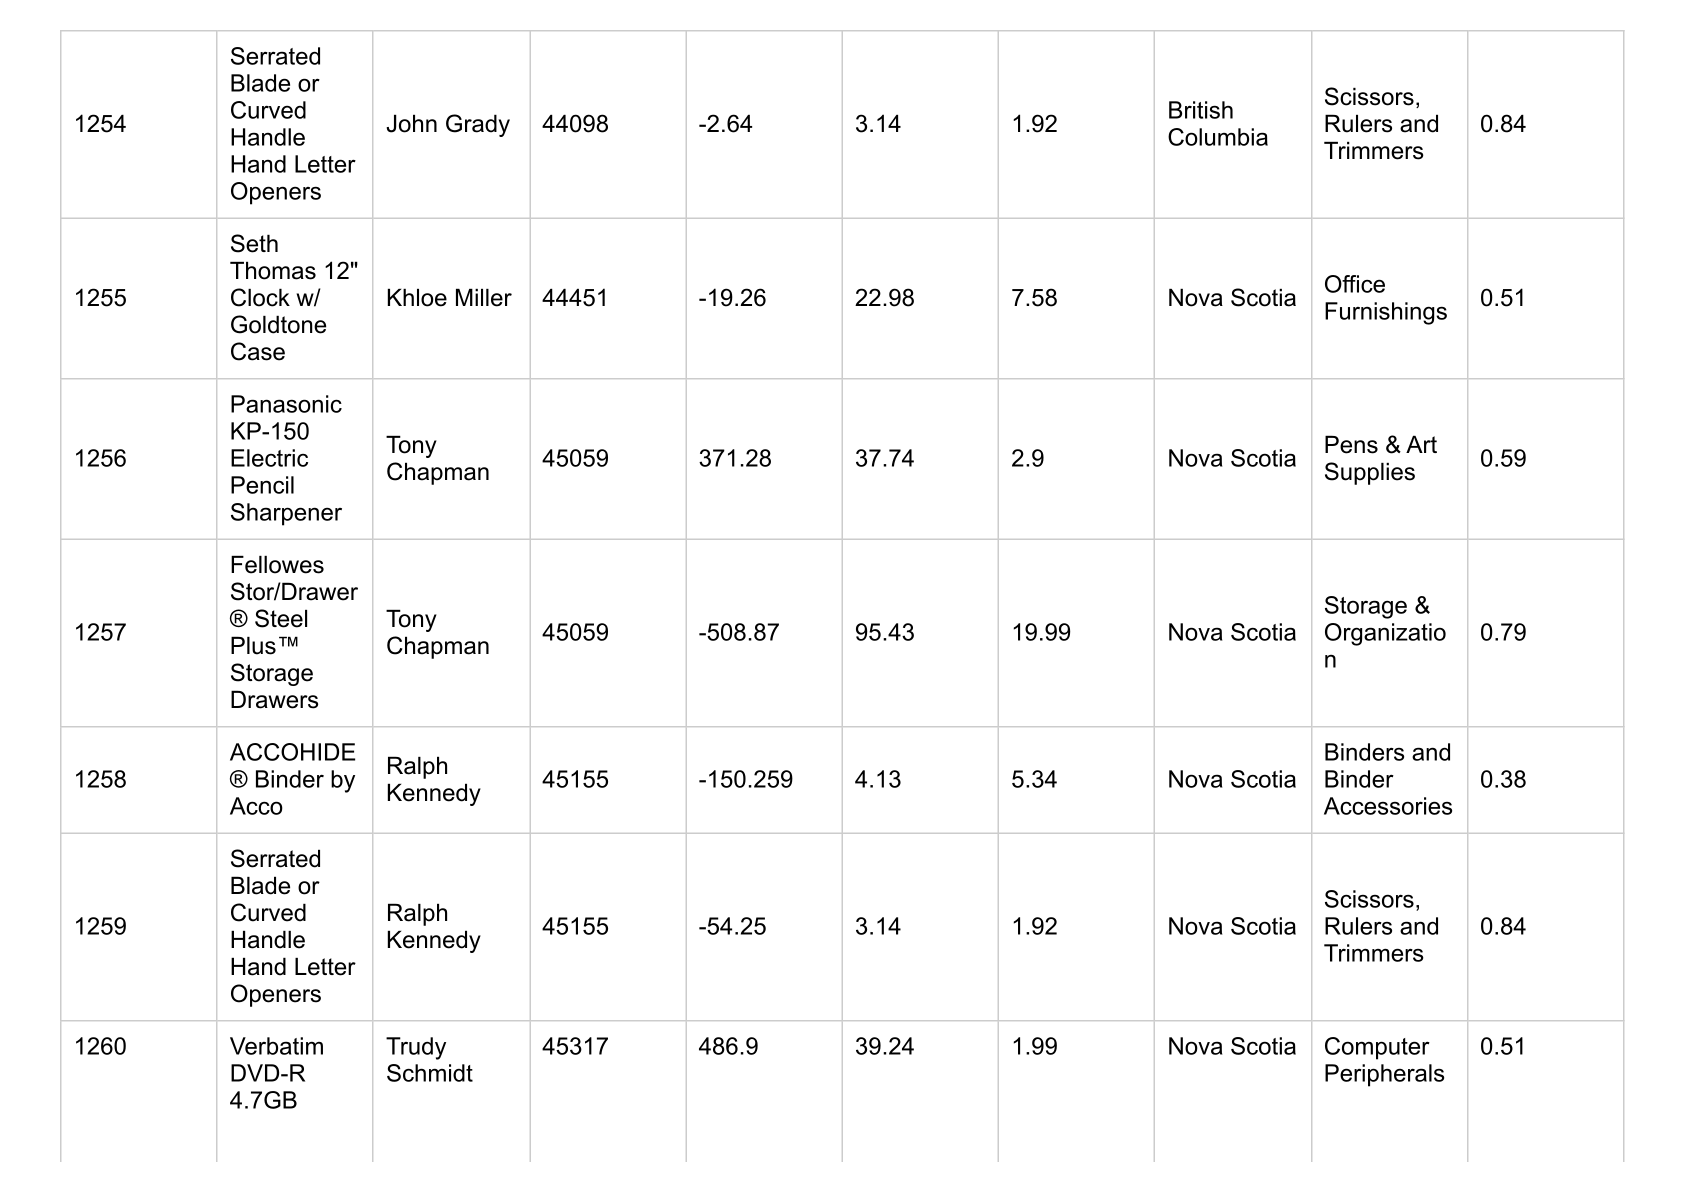 1254
Serrated
Blade or
Curved
Handle
Hand Letter
Openers
John Grady
44098
-2.64
3.14
1.92
British
Columbia
Scissors,
Rulers and
Trimmers
0.84
1255
Seth
Thomas 12"
Clock w/
Goldtone
Case
Khloe Miller
44451
-19.26
22.98
7.58
Nova Scotia
Office
Furnishings
0.51
1256
Panasonic
KP-150
Electric
Pencil
Sharpener
Tony
Chapman
45059
371.28
37.74
2.9
Nova Scotia
Pens & Art
Supplies
0.59
1257
Fellowes
Stor/Drawer
® Steel
Plus™
Storage
Drawers
Tony
Chapman
45059
-508.87
95.43
19.99
Nova Scotia
Storage &
Organizatio
n
0.79
1258
ACCOHIDE
® Binder by
Acco
Ralph
Kennedy
45155
-150.259
4.13
5.34
Nova Scotia
Binders and
Binder
Accessories
0.38
1259
Serrated
Blade or
Curved
Handle
Hand Letter
Openers
Ralph
Kennedy
45155
-54.25
3.14
1.92
Nova Scotia
Scissors,
Rulers and
Trimmers
0.84
1260
Verbatim
DVD-R
4.7GB
Trudy
Schmidt
45317
486.9
39.24
1.99
Nova Scotia
Computer
Peripherals
0.51